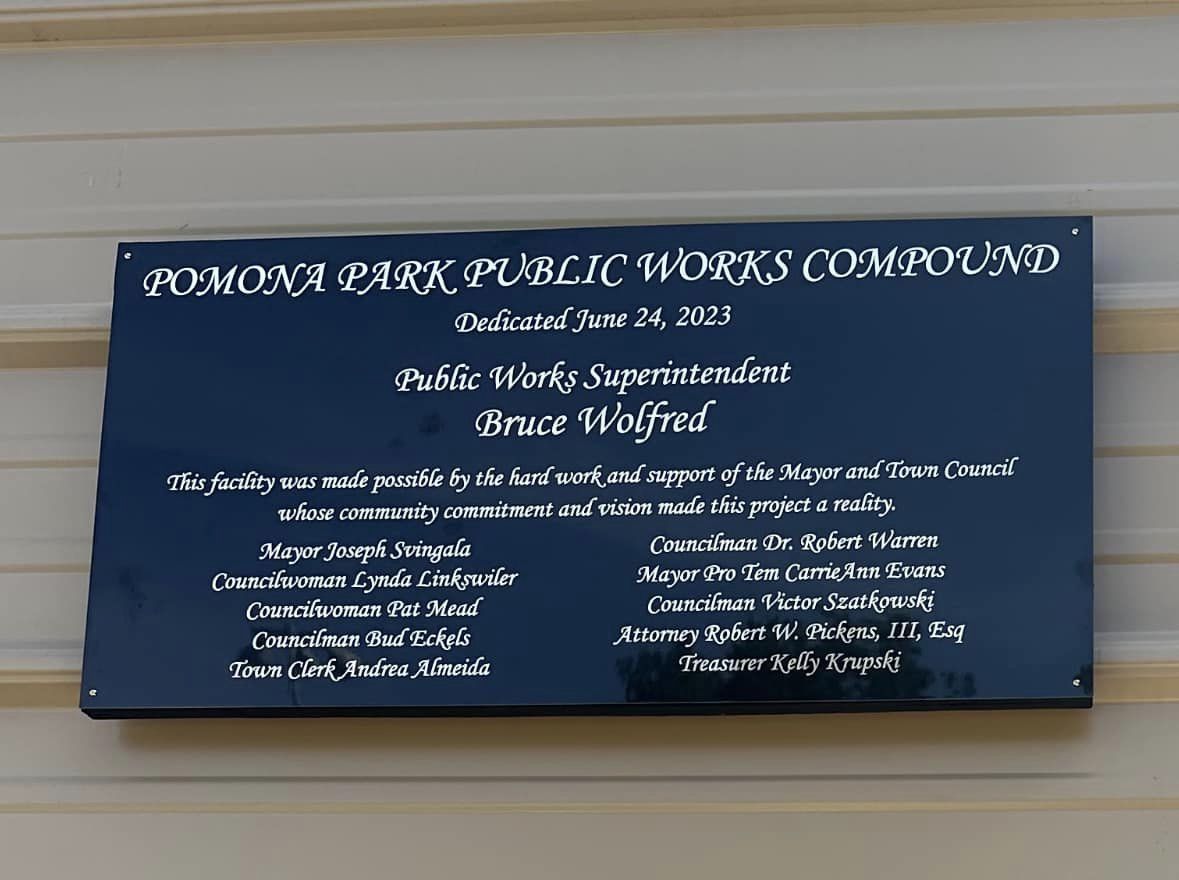 POMONA PARK PUBLIC WORKS COMPOUND
Dedicated June 24, 2023
Public Works Superintendent
Bruce Wolfred
This facility was made possible by the hard work and support of the Mayor and Town Council
whose community commitment and vision made this project a reality.
Mayor Joseph Svingala
Councilwoman Lynda Linkswiler
Councilwoman Pat Mead
Councilman Bud Eckels
Town Clerk Andrea Almeida
Councilman Dr. Robert Warren
Mayor Pro Tem CarrieAnn Evans
Councilman Victor Szatkowski
Attorney Robert W. Pickens, III, Esq
Treasurer Kelly Krupski